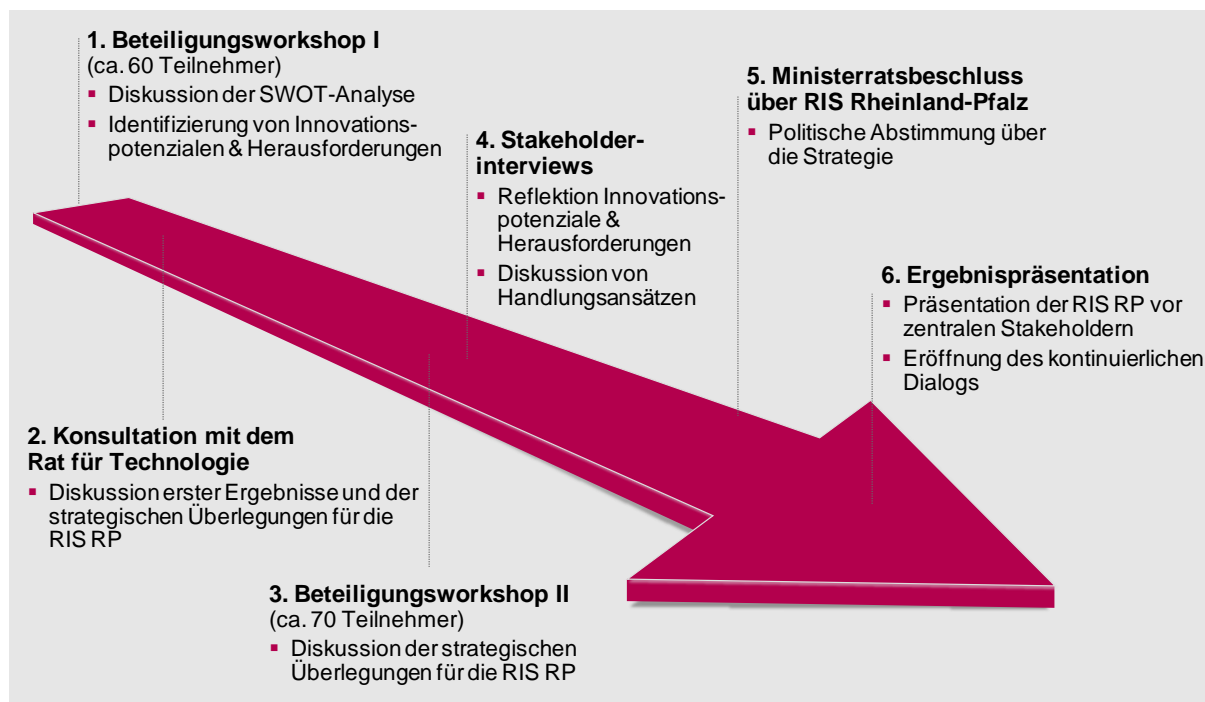 1. Beteiligungsworkshop I
(ca. 60 Teilnehmer)
▪ Diskussion der SWOT-Analyse
▪ Identifizierung von Innovations-
potenzialen & Herausforderungen
2. Konsultation mit dem
Rat für Technologie
▪ Diskussion erster Ergebnisse und der
strategischen Überlegungen für die
RIS RP
3. Beteiligungsworkshop II
(ca. 70 Teilnehmer)
▪ Diskussion der strategischen
Überlegungen für die RIS RP
4. Stakeholder-
interviews
▪ Reflektion Innovations-
potenziale &
Herausforderungen
▪ Diskussion von
Handlungsansätzen
5. Ministerratsbeschluss
über RIS Rheinland-Pfalz
▪ Politische Abstimmung über
die Strategie
6. Ergebnispräsentation
▪ Präsentation der RIS RP vor
zentralen Stakeholdern
▪ Eröffnung des kontinuierlichen
Dialogs